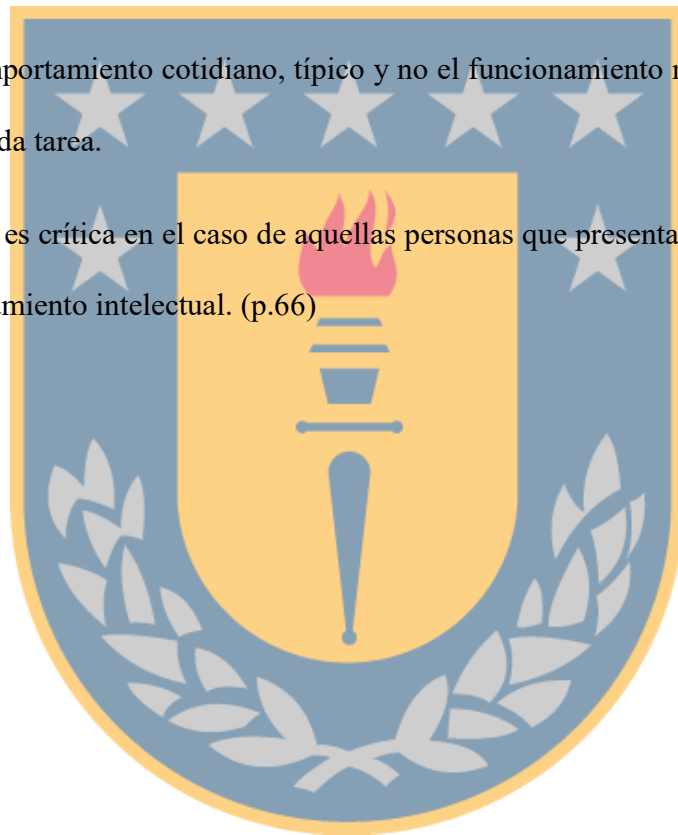 mportamiento cotidiano, típico y no el funcionamiento
da tarea.
es crítica en el caso de aquellas personas que presenta
miento intelectual. (p.66)